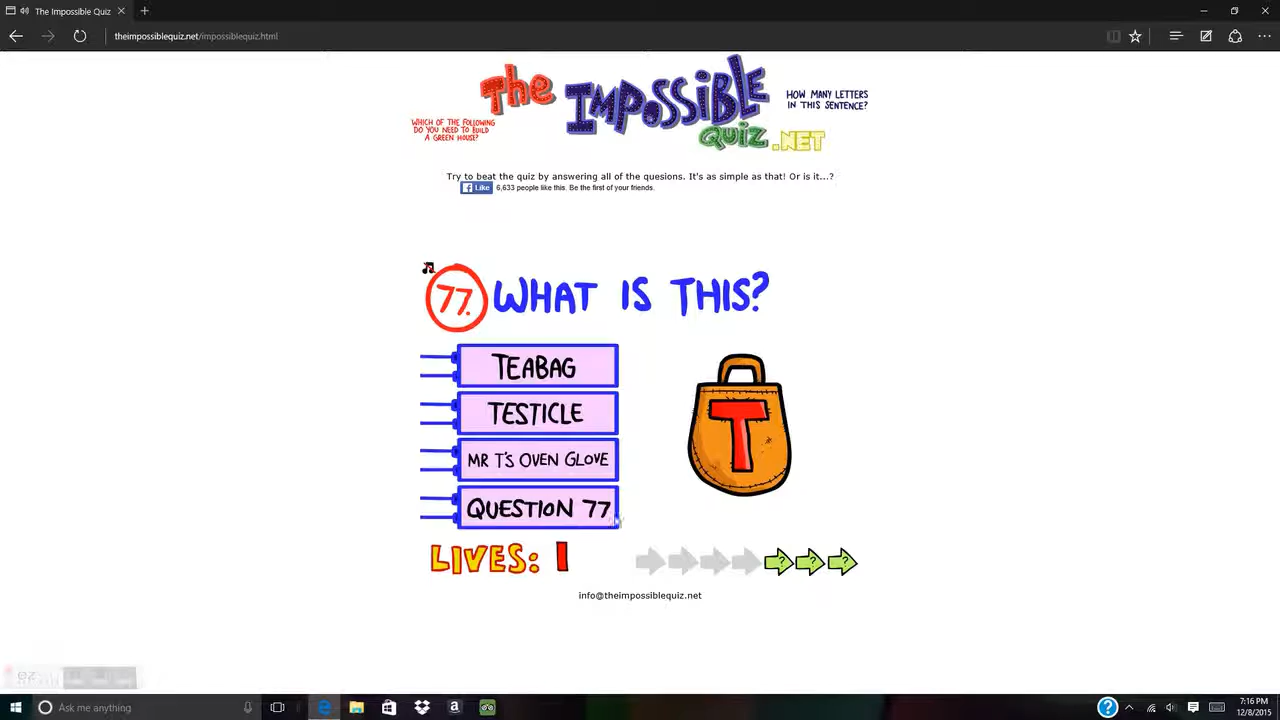 The Impossible Quiz
theimpossiblequiz.net/impossiblequiz.html
The IMPOSSiBLE QUiZ .NET
HOW MANY LETTERS
IN THIS SENTENCE?
WHICH OF THE FOLLOWING
DO YOU NEED TO BUILD
A GREEN HOUSE?
Try to beat the quiz by answering all of the quesions. It's as simple as that! Or is it...?
Like 6,633 people like this. Be the first of your friends.
77. WHAT IS THIS?
TEABAG
TESTICLE
MR T'S OVEN GLOVE
QUESTION 77
T
LIVES: 1
? ? ?
info@theimpossiblequiz.net
Ask me anything
7:16 PM
12/8/2015